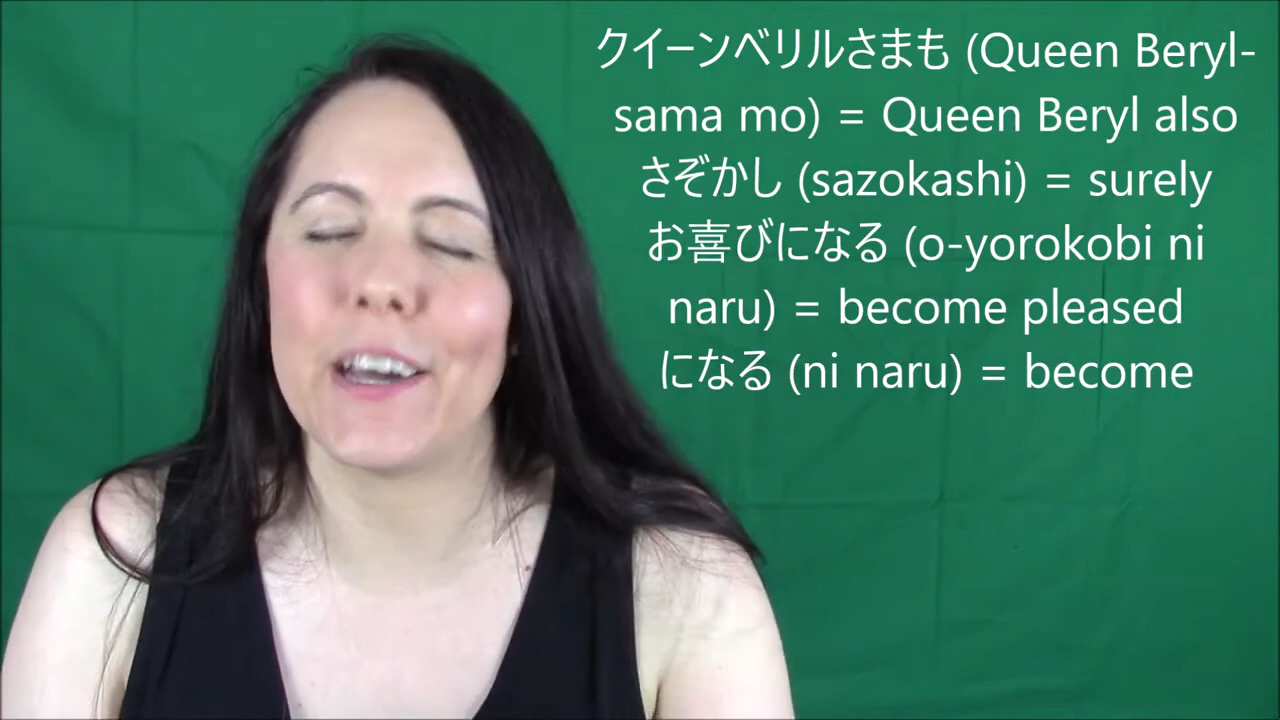 クイーンベリルさまも (Queen Beryl-
sama mo) = Queen Beryl also
さぞかし (sazokashi) = surely
お喜びになる (o-yorokobi ni
naru) = become pleased
になる (ni naru) = become